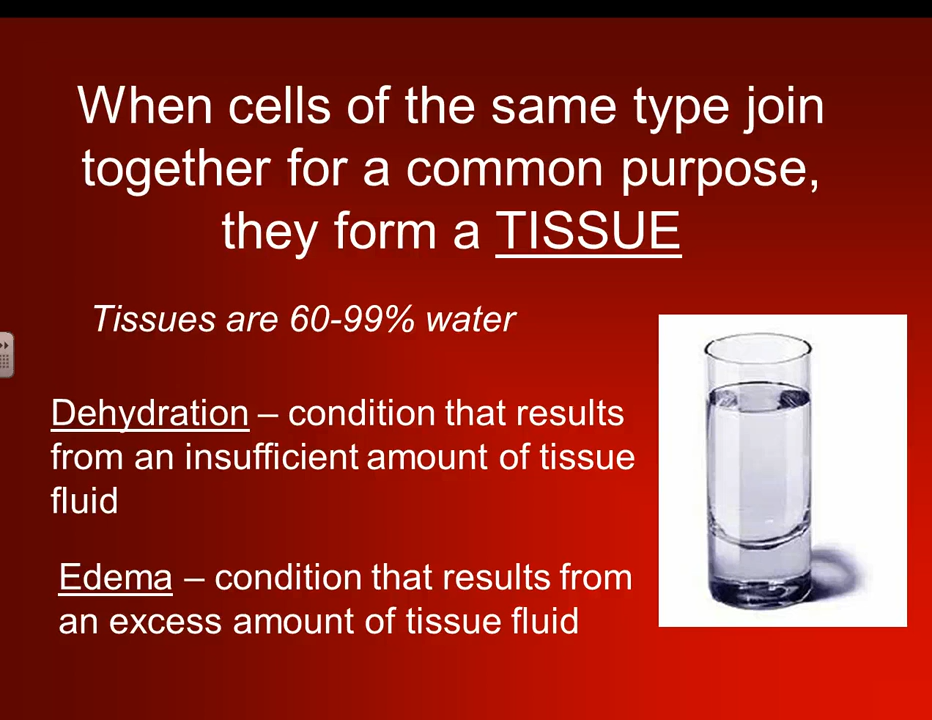 When cells of the same type join
together for a common purpose,
they form a TISSUE
Tissues are 60-99% water
Dehydration – condition that results
from an insufficient amount of tissue
fluid
Edema – condition that results from
an excess amount of tissue fluid